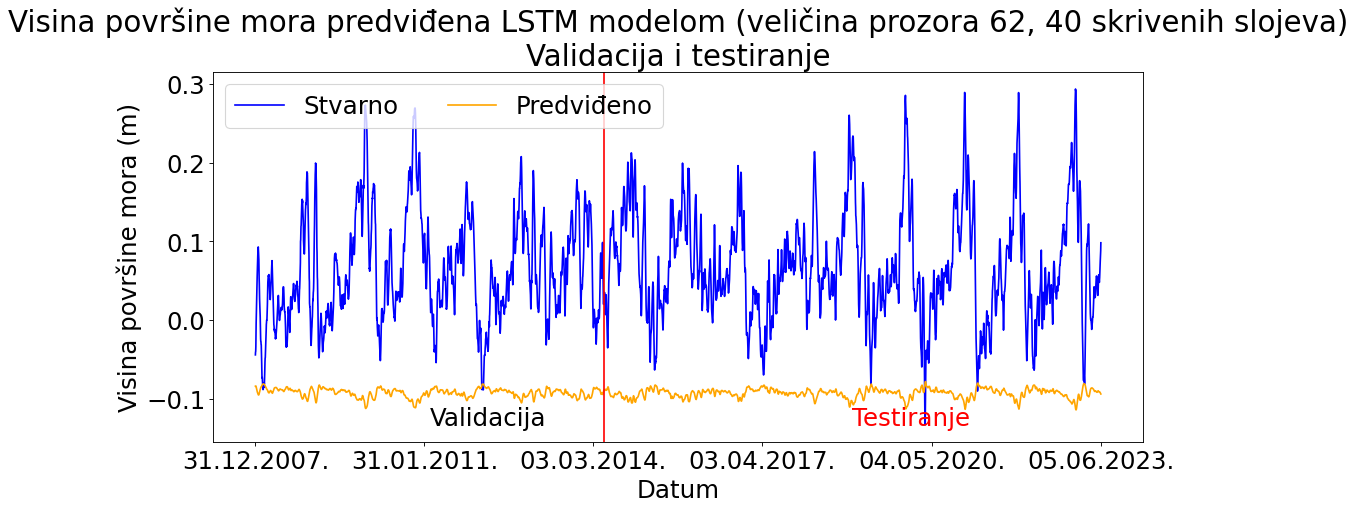 Visina površine mora predviđena LSTM modelom (veličina prozora 62, 40 skrivenih slojeva)
Validacija i testiranje
Stvarno
Predviđeno
Visina površine mora (m)
0.3
0.2
0.1
0.0
−0.1
Validacija
Testiranje
31.12.2007.
31.01.2011.
03.03.2014.
03.04.2017.
04.05.2020.
05.06.2023.
Datum